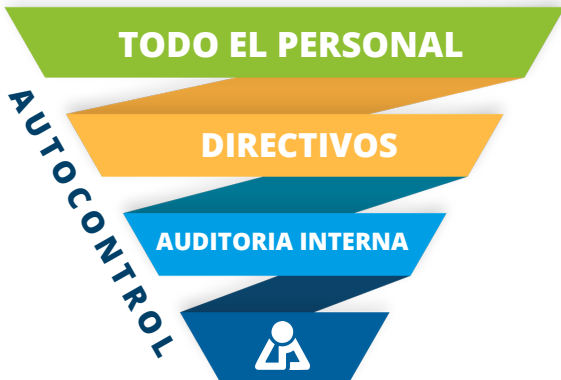 TODO EL PERSONAL
DIRECTIVOS
AUDITORIA INTERNA
AUTOCONTROL